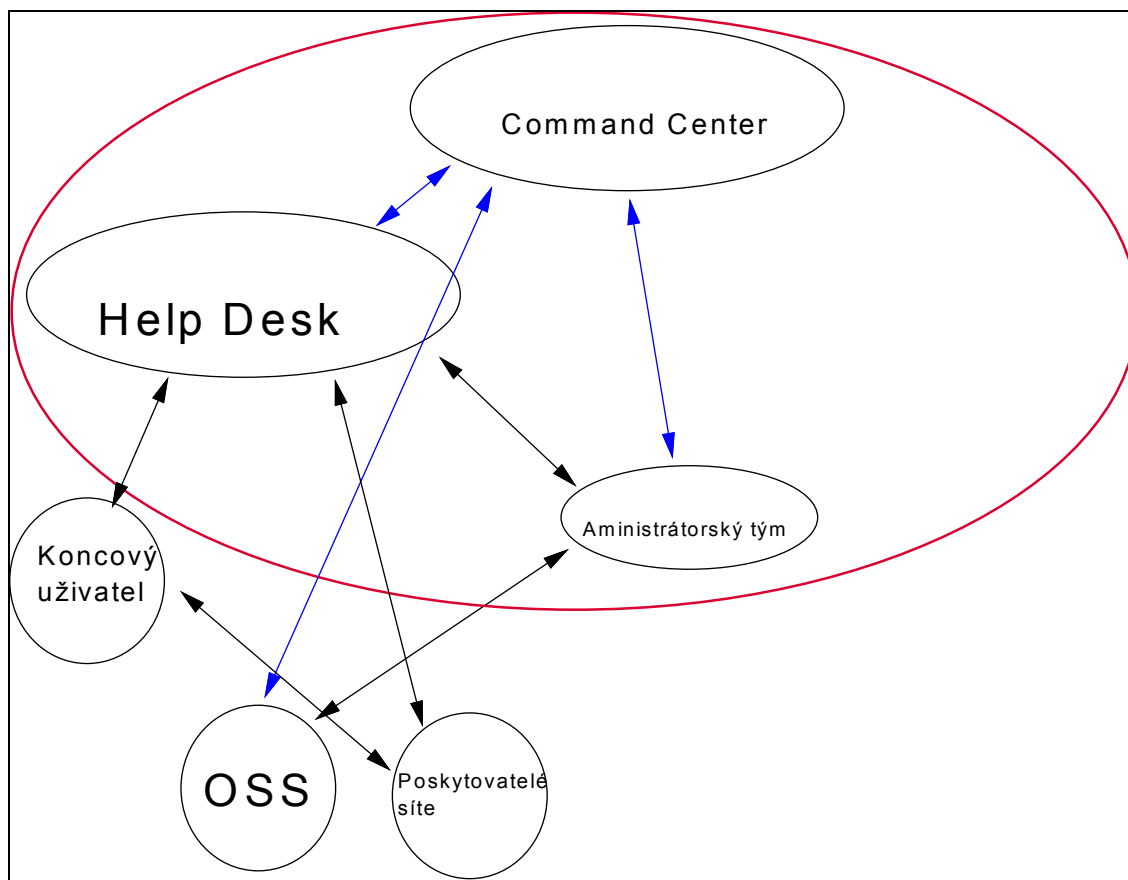 Command Center
Help Desk
Aministrátorský tým
Koncový
uživatel
OSS
Poskytovatelé
síte